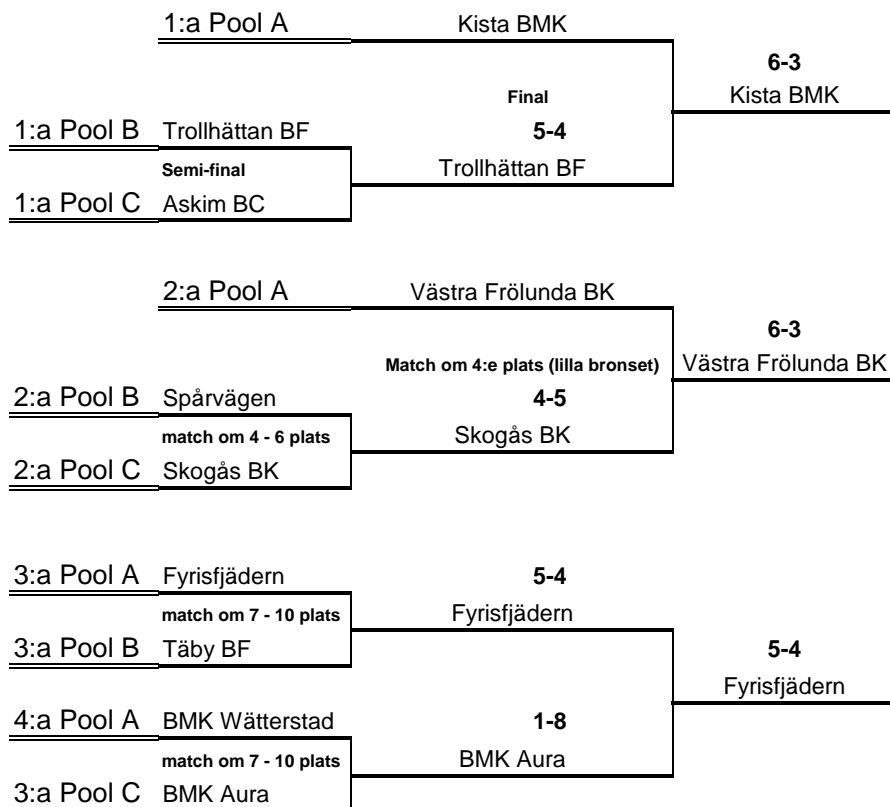 1:a Pool A Kista BMK
6-3
Final Kista BMK
1:a Pool B Trollhättan BF 5-4
Semi-final Trollhättan BF
1:a Pool C Askim BC
2:a Pool A Västra Frölunda BK
6-3
Match om 4:e plats (lilla bronset) Västra Frölunda BK
2:a Pool B Spårvägen 4-5
match om 4 - 6 plats Skogås BK
2:a Pool C Skogås BK
3:a Pool A Fyrisfjädern 5-4
match om 7 - 10 plats Fyrisfjädern
3:a Pool B Täby BF 5-4
Fyrisfjädern
4:a Pool A BMK Wätterstad 1-8
match om 7 - 10 plats BMK Aura
3:a Pool C BMK Aura